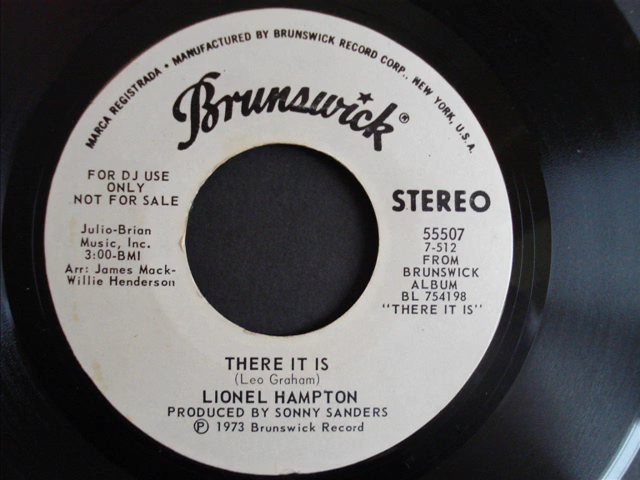 MARCA REGISTRADA • MANUFACTURED BY BRUNSWICK RECORD CORP., NEW YORK, U.S.A.
Brunswick®
FOR DJ USE
ONLY
NOT FOR SALE
Julio-Brian
Music, Inc.
3:00-BMI
Arr: James Mack-
Willie Henderson
STEREO
55507
7-512
FROM
BRUNSWICK
ALBUM
BL 754198
"THERE IT IS"
THERE IT IS
(Leo Graham)
LIONEL HAMPTON
PRODUCED BY SONNY SANDERS
Ⓟ 1973 Brunswick Record